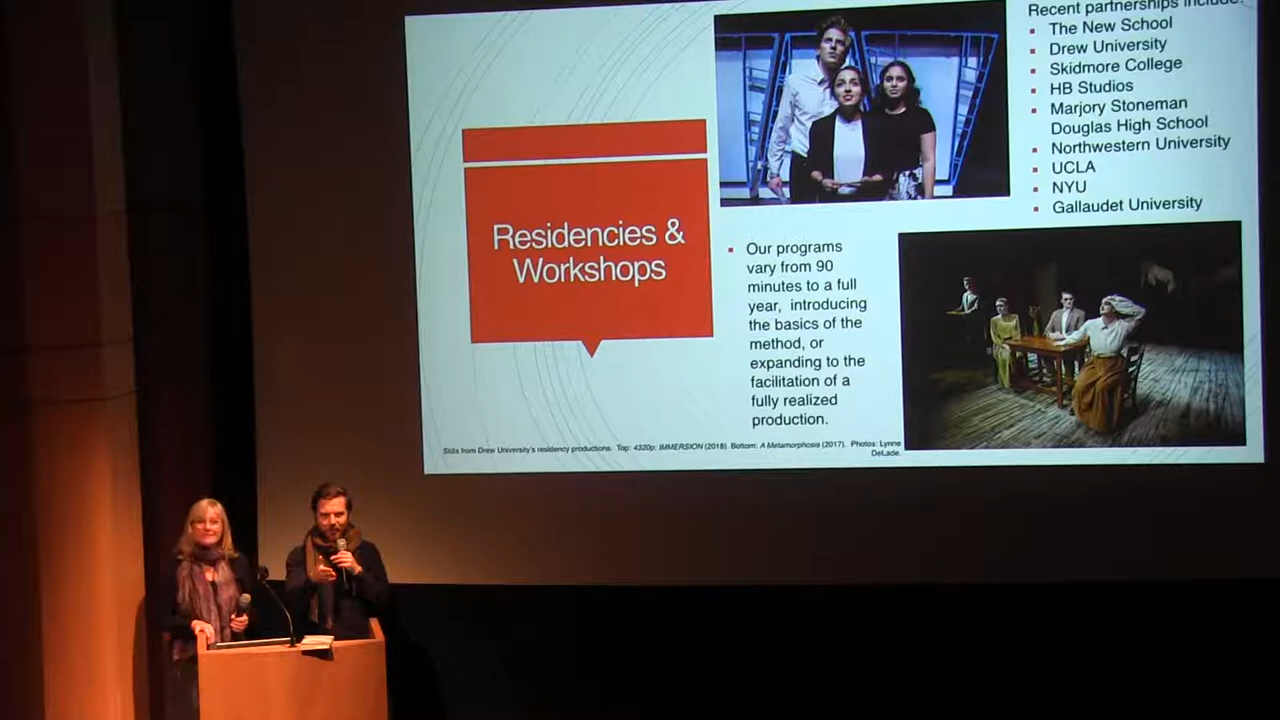 Residencies &
Workshops
Recent partnerships include:
The New School
Drew University
Skidmore College
HB Studios
Marjory Stoneman
Douglas High School
Northwestern University
UCLA
NYU
Gallaudet University
Our programs
vary from 90
minutes to a full
year, introducing
the basics of the
method, or
expanding to the
facilitation of a
fully realized
production.
Stills from Drew University's residency productions. Top: 4320p: IMMERSION (2018). Bottom: A Metamorphosis (2017). Photos: Lynne
DeLade.